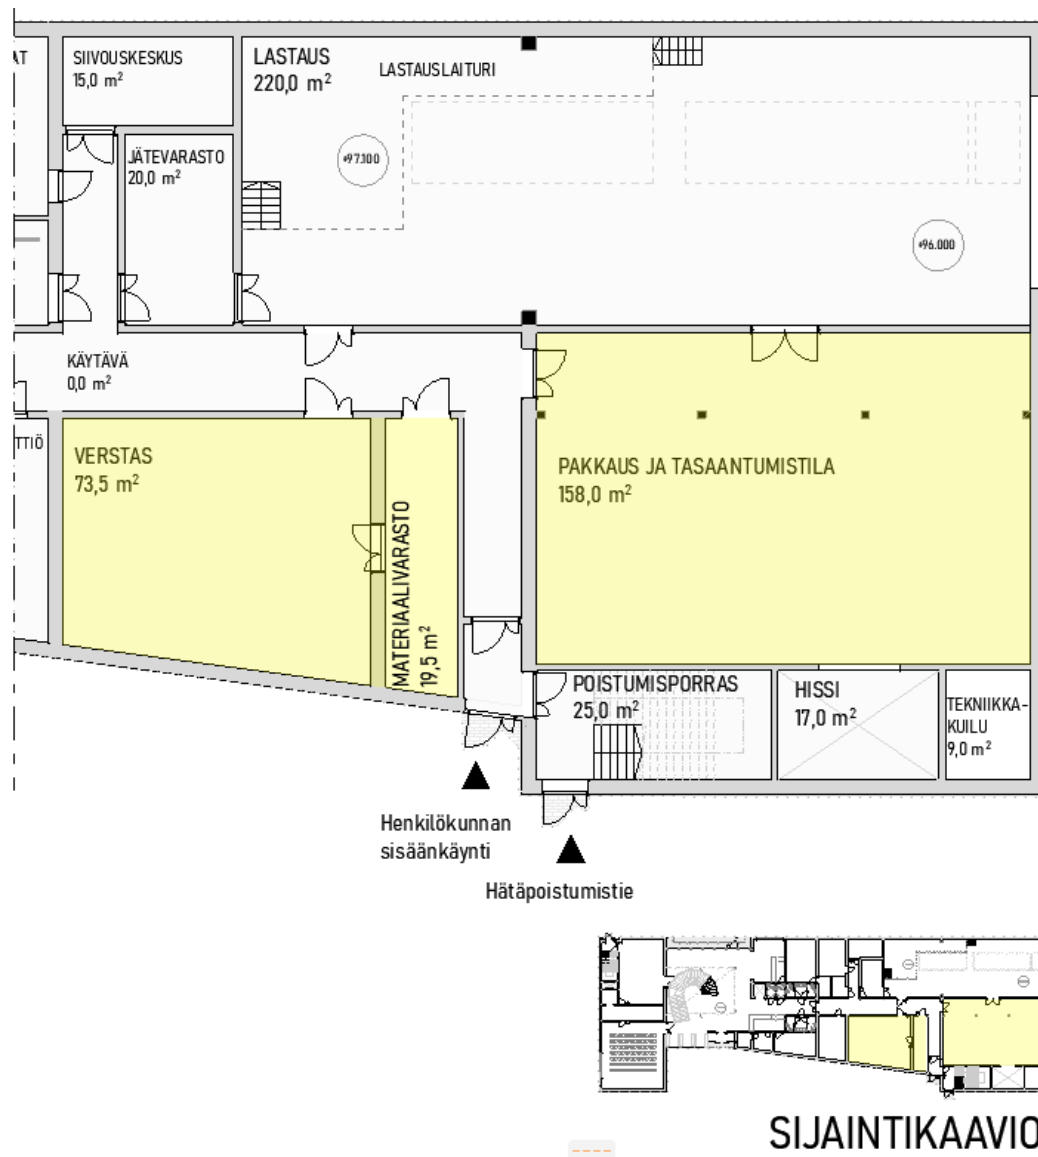 AT
SIIVOUSKESKUS
15,0 m²
LASTAUS
220,0 m²
LASTAUSLAITURI
+97.100
JÄTEVARASTO
20,0 m²
+96.000
KÄYTÄVÄ
0,0 m²
TTIÖ
VERSTAS
73,5 m²
MATERIAALIVARASTO
19,5 m²
PAKKAUS JA TASAANTUMISTILA
158,0 m²
POISTUMISPORRAS
25,0 m²
HISSI
17,0 m²
TEKNIIKKA-
KUILU
9,0 m²
Henkilökunnan
sisäänkäynti
Hätäpoistumistie
SIJAINTIKAAVIO